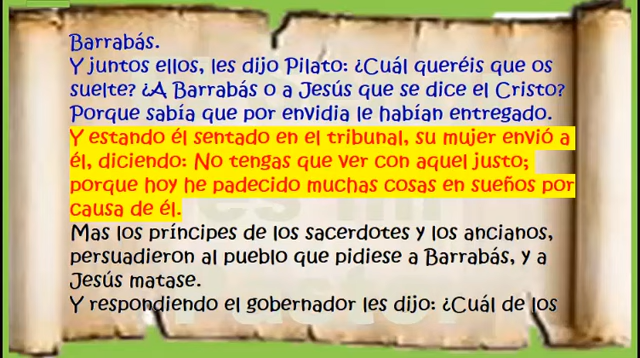 Barrabás.
Y juntos ellos, les dijo Pilato: ¿Cuál queréis que os
suelte? ¿A Barrabás o a Jesús que se dice el Cristo?
Porque sabía que por envidia le habían entregado.
Y estando él sentado en el tribunal, su mujer envió a
él, diciendo: No tengas que ver con aquel justo;
porque hoy he padecido muchas cosas en sueños por
causa de él.
Mas los príncipes de los sacerdotes y los ancianos,
persuadieron al pueblo que pidiese a Barrabás, y a
Jesús matase.
Y respondiendo el gobernador les dijo: ¿Cuál de los